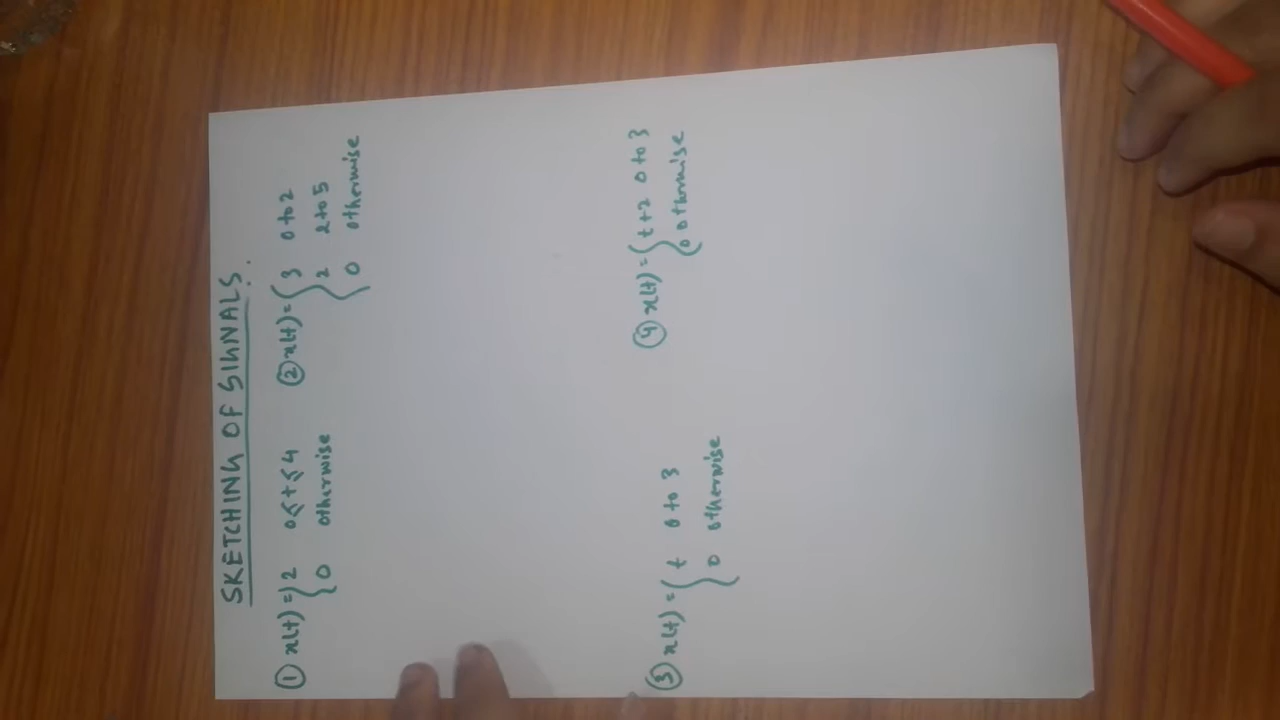 SKETCHING OF SIGNALS.
① x(t) = { 2 0≤t≤4
0 otherwise
② x(t) = { 3 0 to 2
2 2 to 5
0 otherwise
③ x(t) = { t 0 to 3
0 otherwise
④ x(t) = { t+2 0 to 3
0 otherwise